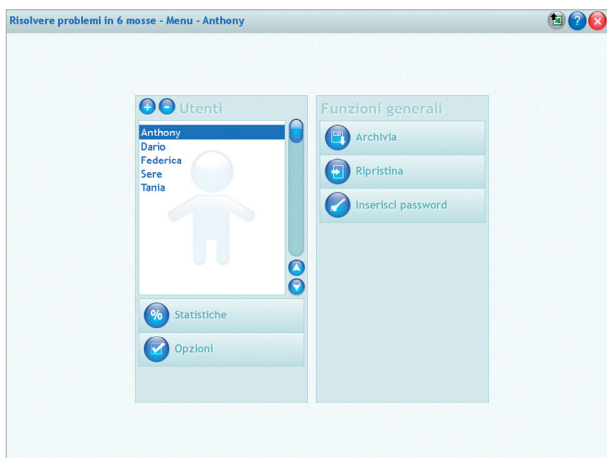 Risolvere problemi in 6 mosse - Menu - Anthony
?
Utenti
Anthony
Dario
Federica
Sere
Tania
% Statistiche
Opzioni
Funzioni generali
Archivia
Ripristina
Inserisci password